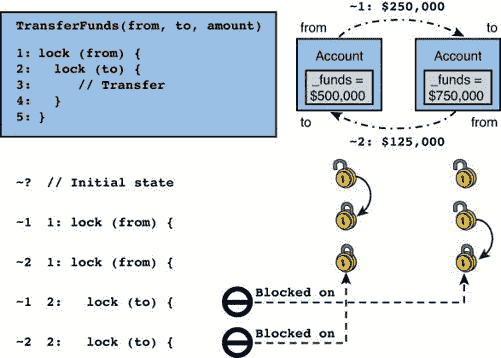 TransferFunds(from, to, amount)
1: lock (from) {
2:   lock (to) {
3:     // Transfer
4:   }
5: }
~1: $250,000
from
to
Account
_funds =
$500,000
Account
_funds =
$750,000
to
from
~2: $125,000
~?  // Initial state
~1  1: lock (from) {
~2  1: lock (from) {
~1  2:   lock (to) {
Blocked on
~2  2:   lock (to) {
Blocked on